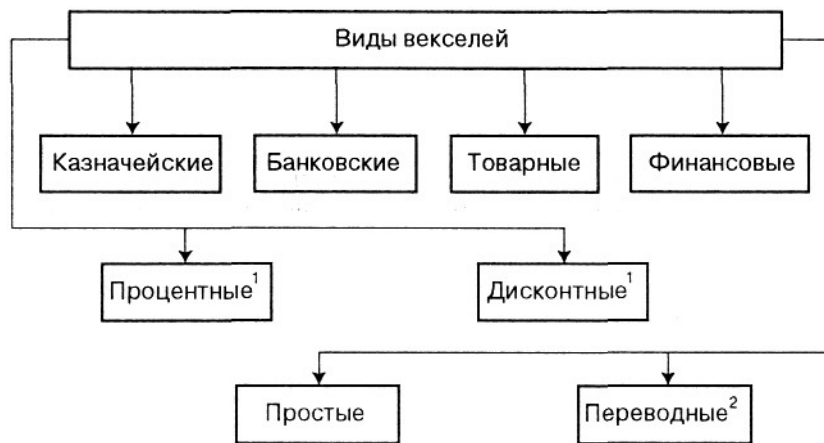 Виды векселей
Казначейские Банковские Товарные Финансовые
Процентные¹ Дисконтные¹
Простые Переводные²